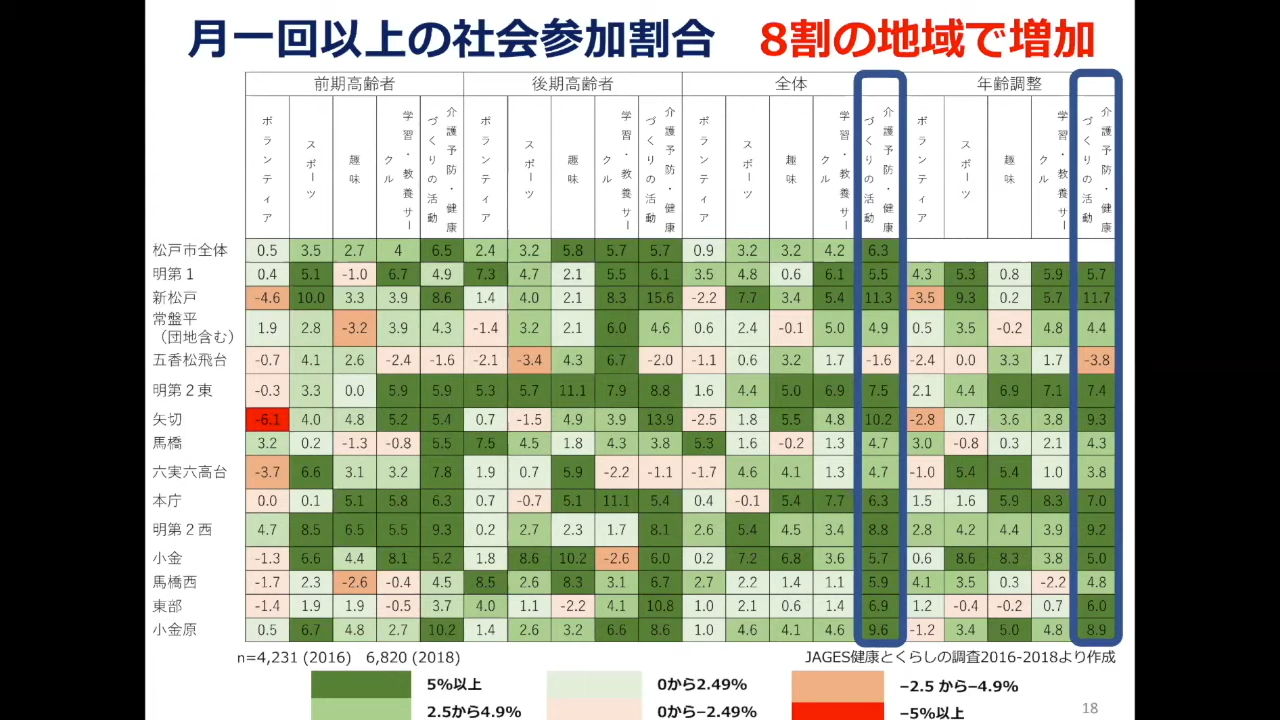 月一回以上の社会参加割合 8割の地域で増加
前期高齢者 後期高齢者 全体 年齢調整
ボランティア スポーツ 趣味 学習・教養サークル 介護予防・健康づくりの活動 ボランティア スポーツ 趣味 学習・教養サークル 介護予防・健康づくりの活動 ボランティア スポーツ 趣味 学習・教養サークル 介護予防・健康づくりの活動 ボランティア スポーツ 趣味 学習・教養サークル 介護予防・健康づくりの活動
松戸市全体 0.5 3.5 2.7 4 6.5 2.4 3.2 5.8 5.7 5.7 0.9 3.2 3.2 4.2 6.3
明第1 0.4 5.1 -1.0 6.7 4.9 7.3 4.7 2.1 5.5 6.1 3.5 4.8 0.6 6.1 5.5 4.3 5.3 0.8 5.9 5.7
新松戸 -4.6 10.0 3.3 3.9 8.6 1.4 4.0 2.1 8.3 15.6 -2.2 7.7 3.4 5.4 11.3 -3.5 9.3 0.2 5.7 11.7
常盤平
（団地含む） 1.9 2.8 -3.2 3.9 4.3 -1.4 3.2 2.1 6.0 4.6 0.6 2.4 -0.1 5.0 4.9 0.5 3.5 -0.2 4.8 4.4
五香松飛台 -0.7 4.1 2.6 -2.4 -1.6 -2.1 -3.4 4.3 6.7 -2.0 -1.1 0.6 3.2 1.7 -1.6 -2.4 0.0 3.3 1.7 -3.8
明第2東 -0.3 3.3 0.0 5.9 5.9 5.3 5.7 11.1 7.9 8.8 1.6 4.4 5.0 6.9 7.5 2.1 4.4 6.9 7.1 7.4
矢切 -6.1 4.0 4.8 5.2 5.4 0.7 -1.5 4.9 3.9 13.9 -2.5 1.8 5.5 4.8 10.2 -2.8 0.7 3.6 3.8 9.3
馬橋 3.2 0.2 -1.3 -0.8 5.5 7.5 4.5 1.8 4.3 3.8 5.3 1.6 -0.2 1.3 4.7 3.0 -0.8 0.3 2.1 4.3
六実六高台 -3.7 6.6 3.1 3.2 7.8 1.9 0.7 5.9 -2.2 -1.1 -1.7 4.6 4.1 1.3 4.7 -1.0 5.4 5.4 1.0 3.8
本庁 0.0 0.1 5.1 5.8 6.3 0.7 -0.7 5.1 11.1 5.4 0.4 -0.1 5.4 7.7 6.3 1.5 1.6 5.9 8.3 7.0
明第2西 4.7 8.5 6.5 5.5 9.3 0.2 2.7 2.3 1.7 8.1 2.6 5.4 4.5 3.4 8.8 2.8 4.2 4.4 3.9 9.2
小金 -1.3 6.6 4.4 8.1 5.2 1.8 8.6 10.2 -2.6 6.0 0.2 7.2 6.8 3.6 5.7 0.6 8.6 8.3 3.8 5.0
馬橋西 -1.7 2.3 -2.6 -0.4 4.5 8.5 2.6 8.3 3.1 6.7 2.7 2.2 1.4 1.1 5.9 4.1 3.5 0.3 -2.2 4.8
東部 -1.4 1.9 1.9 -0.5 3.7 4.0 1.1 -2.2 4.1 10.8 1.0 2.1 0.6 1.4 6.9 1.2 -0.4 -0.2 0.7 6.0
小金原 0.5 6.7 4.8 2.7 10.2 1.4 2.6 3.2 6.6 8.6 1.0 4.6 4.1 4.6 9.6 -1.2 3.4 5.0 4.8 8.9
n=4,231 (2016) 6,820 (2018) JAGES健康とくらしの調査2016-2018より作成
5%以上 0から2.49% −2.5 から−4.9%
2.5から4.9% 0から−2.49% −5%以上
18